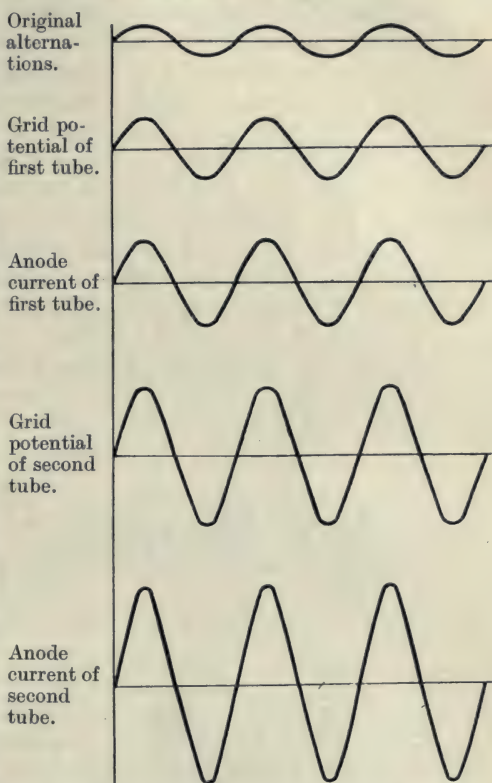 Original
alterna-
tions.
Grid po-
tential of
first tube.
Anode
current of
first tube.
Grid
potential
of second
tube.
Anode
current of
second
tube.